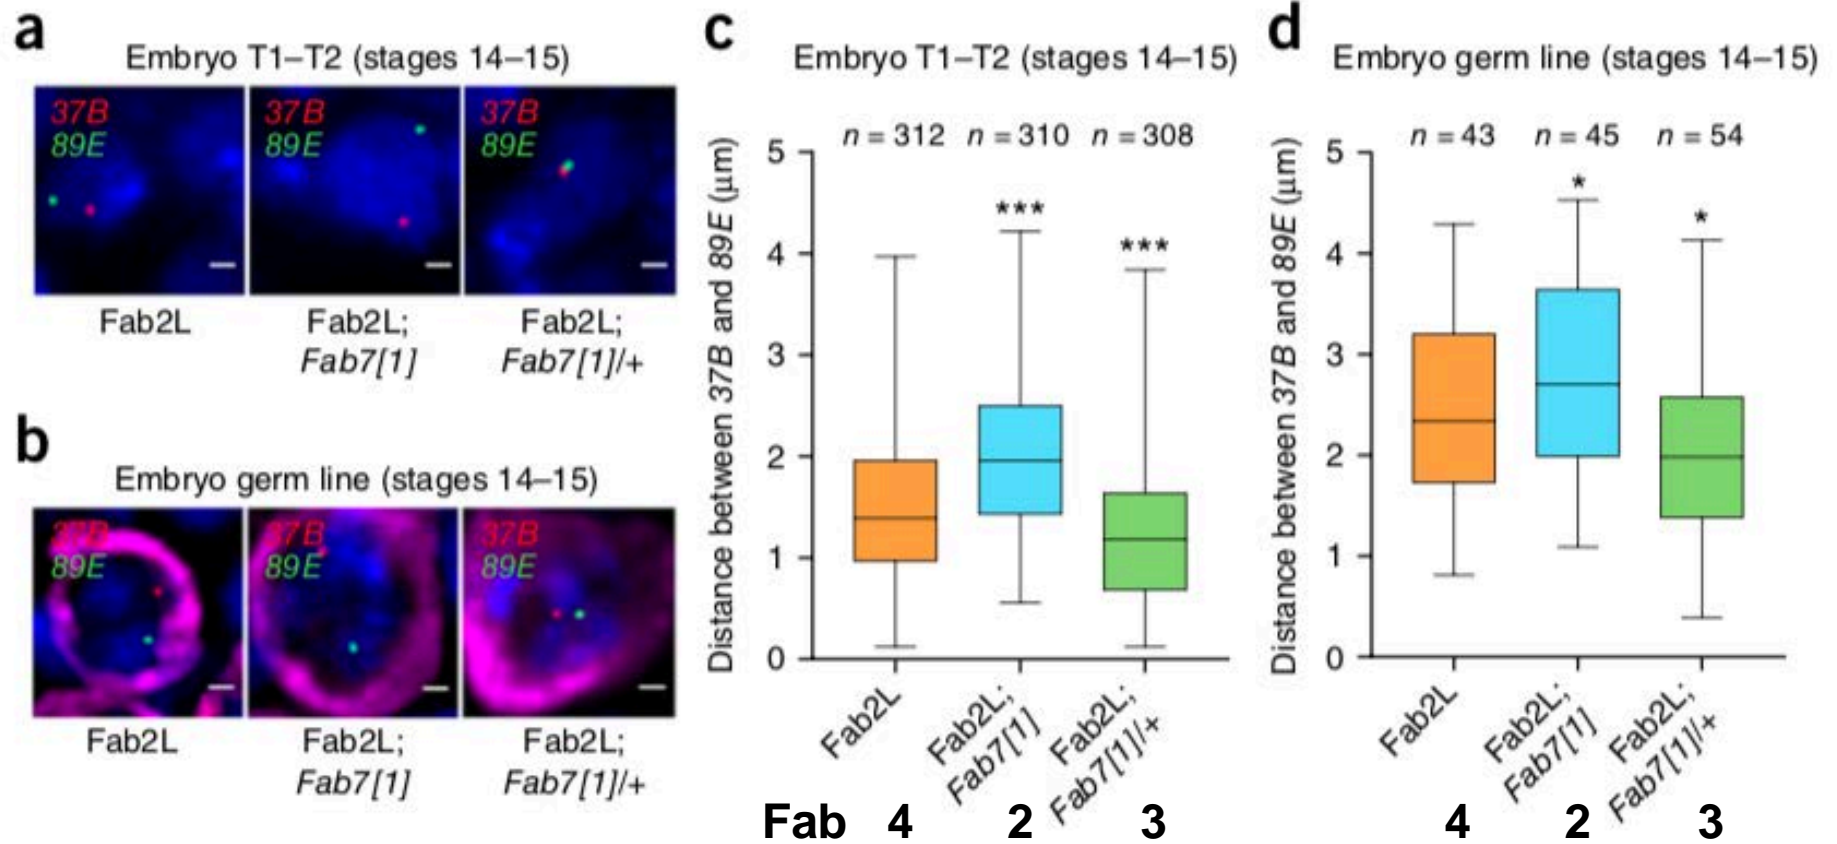 a
Embryo T1–T2 (stages 14–15)
37B
89E
37B
89E
37B
89E
Fab2L
Fab2L;
Fab7[1]
Fab2L;
Fab7[1]/+
b
Embryo germ line (stages 14–15)
37B
89E
37B
89E
37B
89E
Fab2L
Fab2L;
Fab7[1]
Fab2L;
Fab7[1]/+
c
Embryo T1–T2 (stages 14–15)
n = 312 n = 310 n = 308
Distance between 37B and 89E (μm)
5
4
3
2
1
0
***
***
Fab2L
Fab2L;
Fab7[1]
Fab2L;
Fab7[1]/+
Fab 4 2 3
d
Embryo germ line (stages 14–15)
n = 43 n = 45 n = 54
Distance between 37B and 89E (μm)
5
4
3
2
1
0
*
*
Fab2L
Fab2L;
Fab7[1]
Fab2L;
Fab7[1]/+
4 2 3